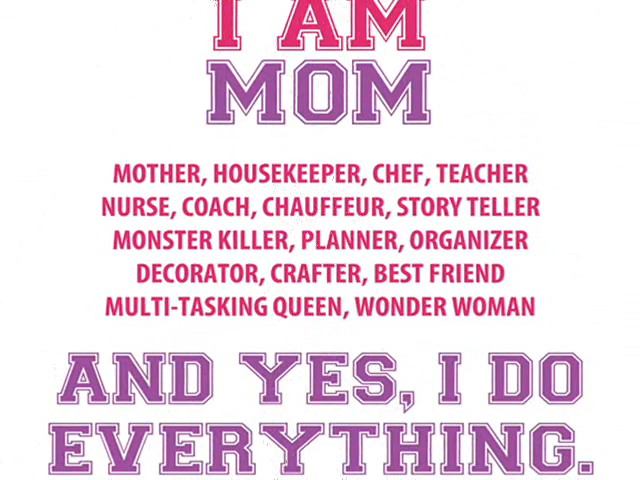 I AM
MOM
MOTHER, HOUSEKEEPER, CHEF, TEACHER
NURSE, COACH, CHAUFFEUR, STORY TELLER
MONSTER KILLER, PLANNER, ORGANIZER
DECORATOR, CRAFTER, BEST FRIEND
MULTI-TASKING QUEEN, WONDER WOMAN
AND YES, I DO
EVERYTHING.